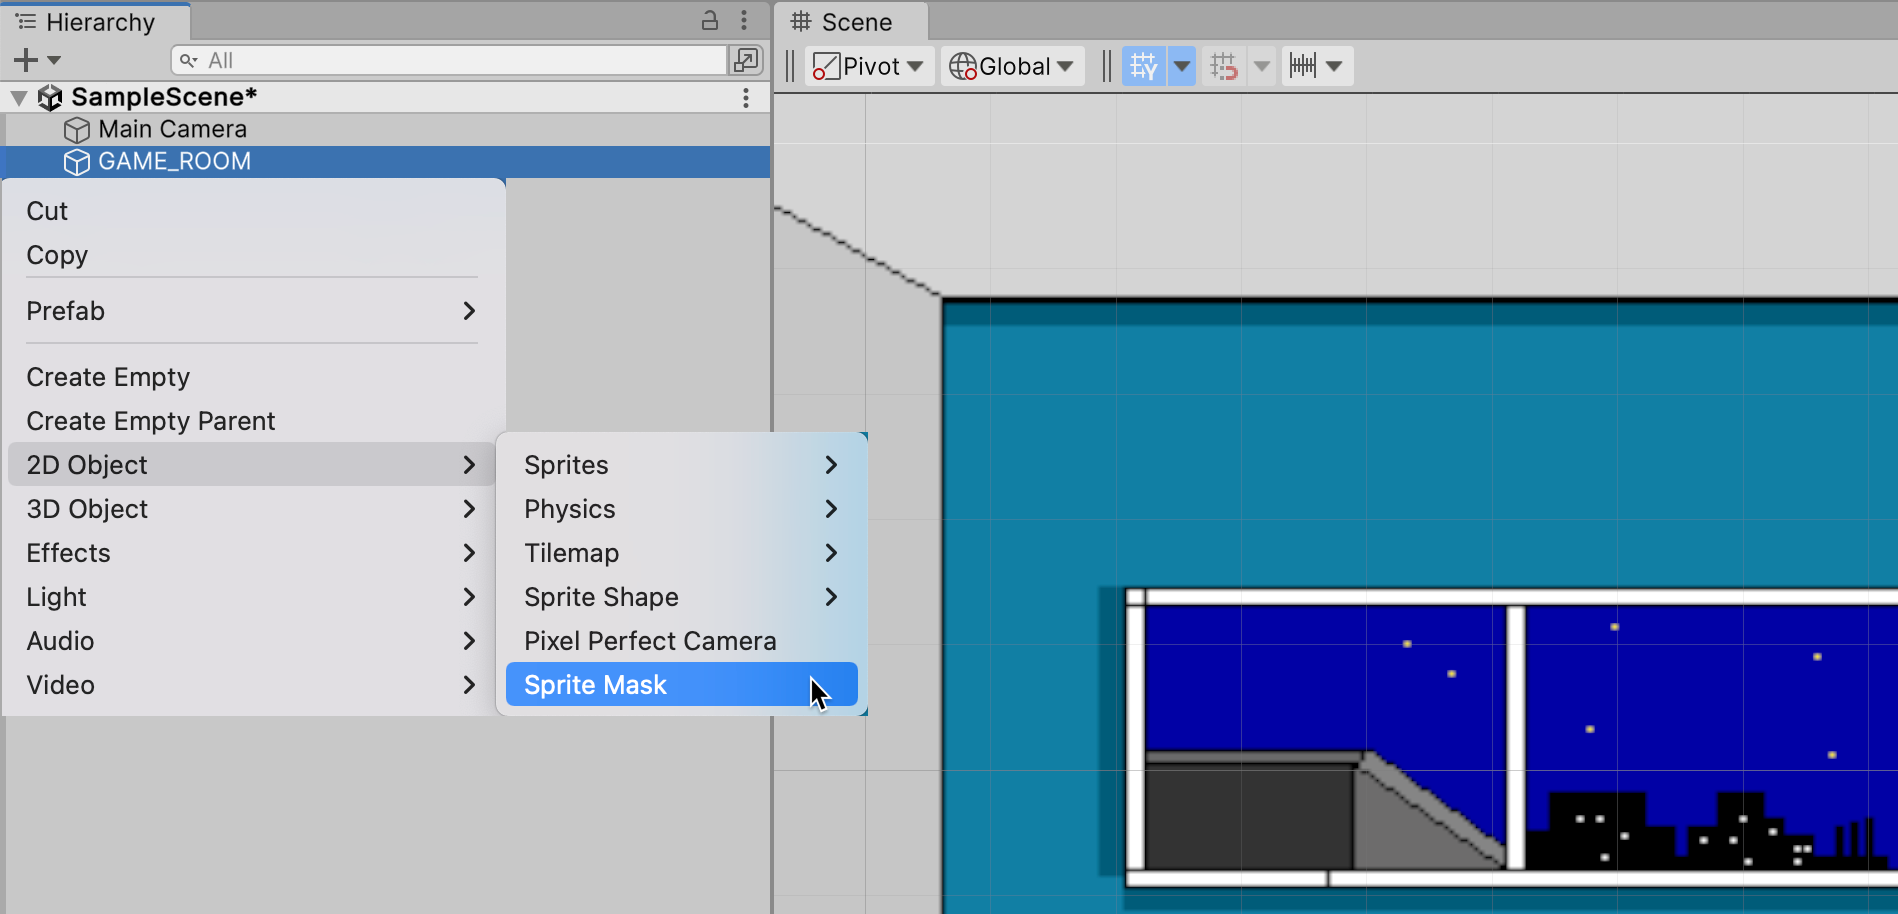 Hierarchy
All
SampleScene*
Main Camera
GAME_ROOM
Cut
Copy
Prefab
Create Empty
Create Empty Parent
2D Object
3D Object
Effects
Light
Audio
Video
Sprites
Physics
Tilemap
Sprite Shape
Pixel Perfect Camera
Sprite Mask
Scene
Pivot
Global
Y